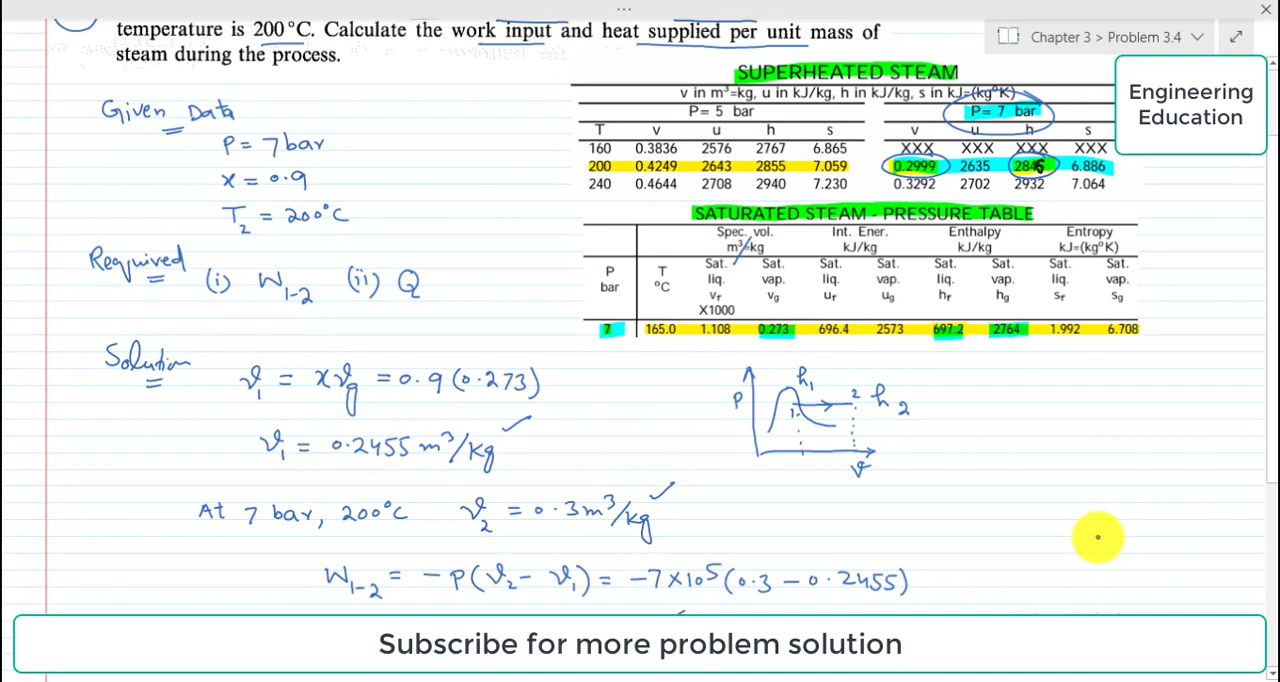 temperature is 200 °C. Calculate the work input and heat supplied per unit mass of
steam during the process.
Chapter 3 > Problem 3.4
Engineering
Education
Given Data
P = 7 bar
x = 0.9
T2 = 200°C
Required (i) W1-2 (ii) Q
SUPERHEATED STEAM
v in m³=kg, u in kJ/kg, h in kJ/kg, s in kJ=(kg°K)
P= 5 bar P= 7 bar
T v u h s v u h s
160 0.3836 2576 2767 6.865 XXX XXX XXX XXX
200 0.4249 2643 2855 7.059 0.2999 2635 2845 6.886
240 0.4644 2708 2940 7.230 0.3292 2702 2932 7.064
SATURATED STEAM - PRESSURE TABLE
Spec. vol. Int. Ener. Enthalpy Entropy
m³=kg kJ/kg kJ/kg kJ=(kg°K)
Sat. Sat. Sat. Sat. Sat. Sat. Sat. Sat.
P T liq. vap. liq. vap. liq. vap. liq. vap.
bar °C vf vg uf ug hf hg sf sg
X1000
7 165.0 1.108 0.273 696.4 2573 697.2 2764 1.992 6.708
Solution
v1 = xvg = 0.9 (0.273)
v1 = 0.2455 m³/kg
P h1 1 2 h2 v
At 7 bar, 200°C v2 = 0.3 m³/kg
W1-2 = -P(v2 - v1) = -7×10⁵ (0.3 - 0.2455)
Subscribe for more problem solution